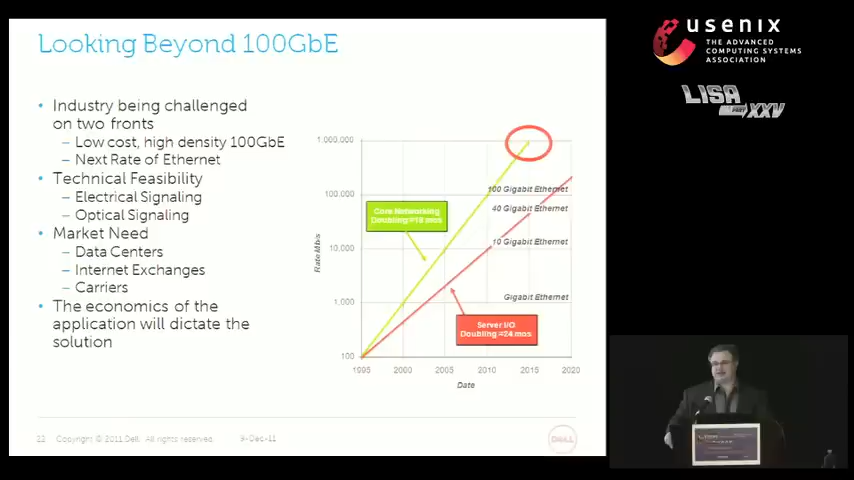 Looking Beyond 100GbE
• Industry being challenged
on two fronts
– Low cost, high density 100GbE
– Next Rate of Ethernet
• Technical Feasibility
– Electrical Signaling
– Optical Signaling
• Market Need
– Data Centers
– Internet Exchanges
– Carriers
• The economics of the
application will dictate the
solution
1,000,000
100,000
10,000
1,000
100
Rate Mb/s
1995
2000
2005
2010
2015
2020
Date
100 Gigabit Ethernet
40 Gigabit Ethernet
10 Gigabit Ethernet
Gigabit Ethernet
Core Networking
Doubling ≈18 mos
Server I/O
Doubling ≈24 mos
22 Copyright © 2011 Dell. All rights reserved. 9-Dec-11
DELL
usenix
THE ADVANCED
COMPUTING SYSTEMS
ASSOCIATION
LISA
XXV